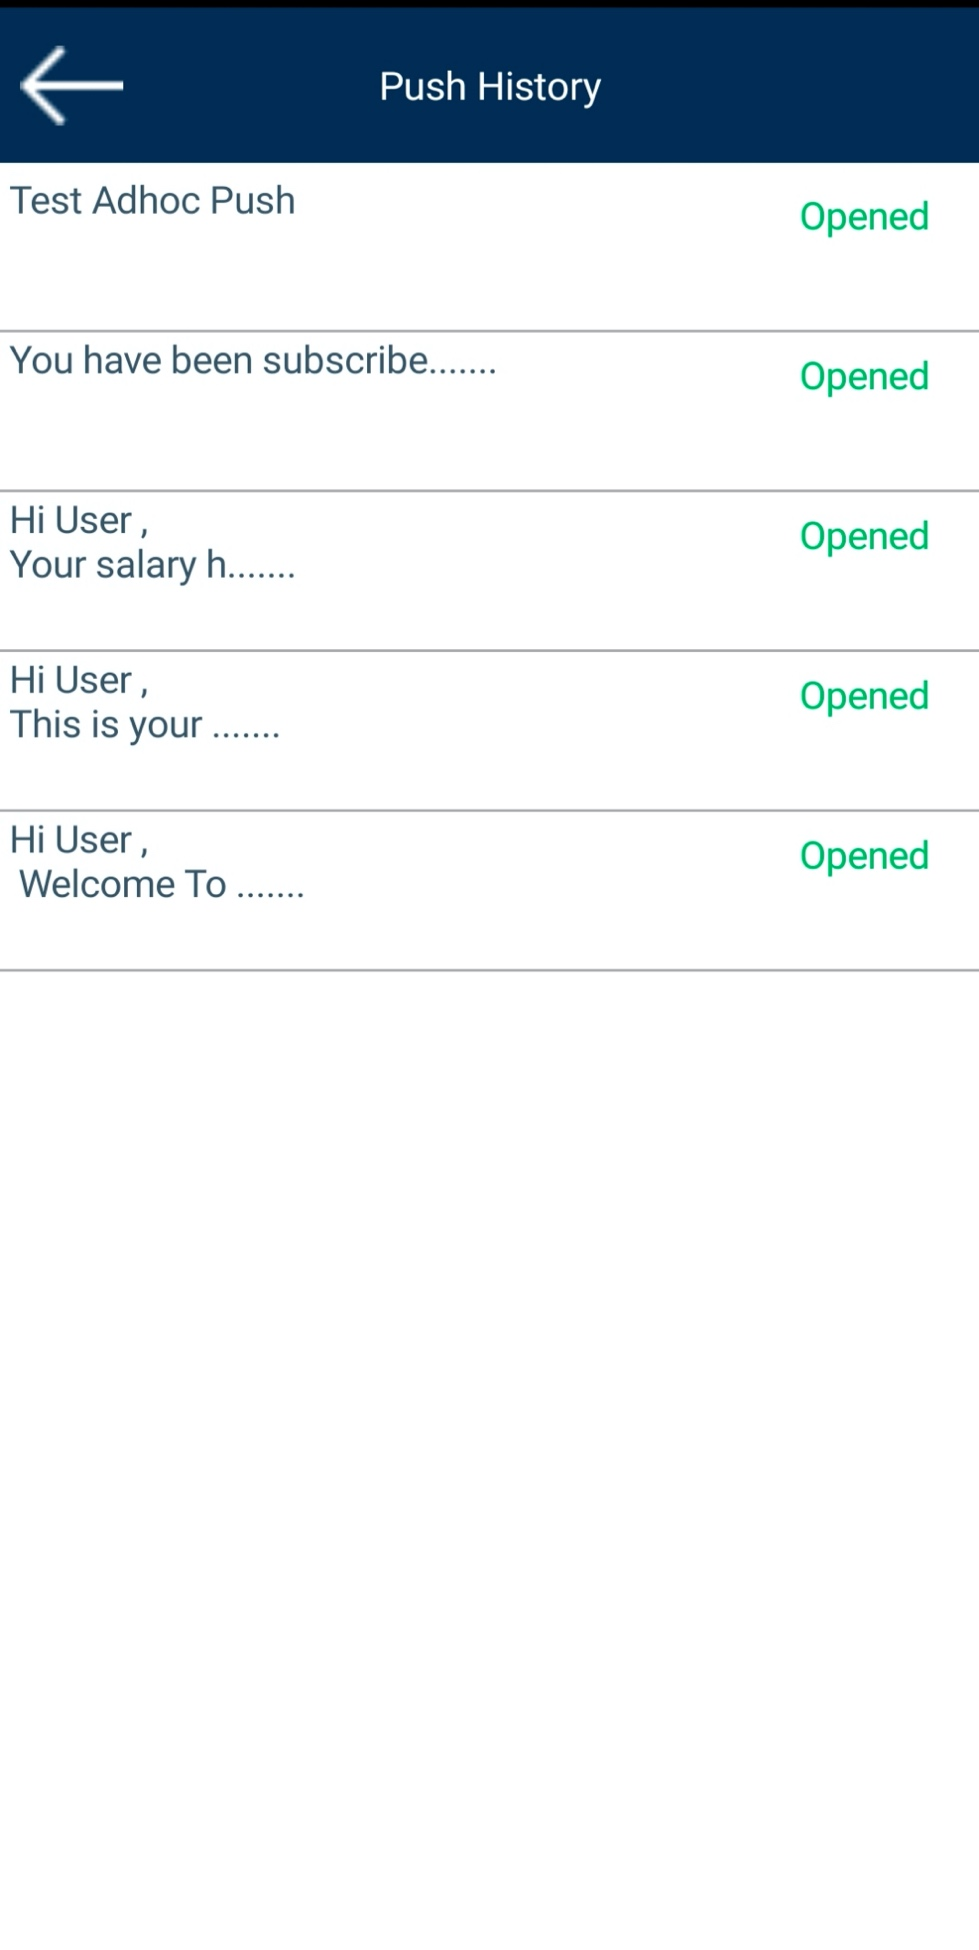 Push History
Test Adhoc Push
Opened
You have been subscribe.......
Opened
Hi User ,
Opened
Your salary h.......
Hi User ,
Opened
This is your .......
Hi User ,
Opened
Welcome To .......